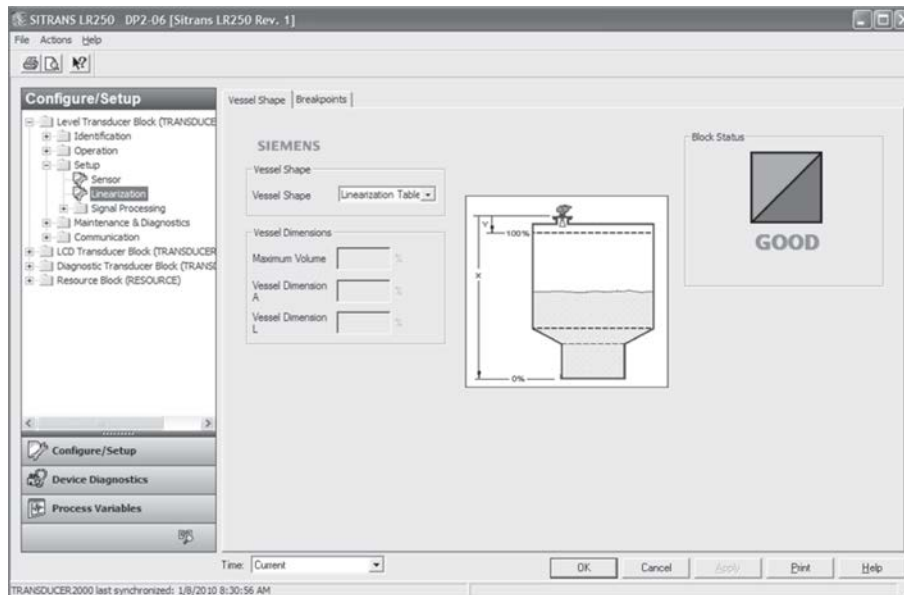 SITRANS LR250 DP2-06 [Sitrans LR250 Rev. 1]
File Actions Help
Configure/Setup
Level Transducer Block (TRANSDUCE
Identification
Operation
Setup
Sensor
Linearization
Signal Processing
Maintenance & Diagnostics
Communication
LCD Transducer Block (TRANSDUCER
Diagnostic Transducer Block (TRANSD
Resource Block (RESOURCE)
Configure/Setup
Device Diagnostics
Process Variables
Vessel Shape Breakpoints
SIEMENS
Vessel Shape
Vessel Shape Linearization Table
Vessel Dimensions
Maximum Volume %
Vessel Dimension A %
Vessel Dimension L %
Y
100%
X
0%
Block Status
GOOD
Time: Current
OK Cancel Apply Print Help
TRANSDUCER2000 last synchronized: 1/8/2010 8:30:56 AM